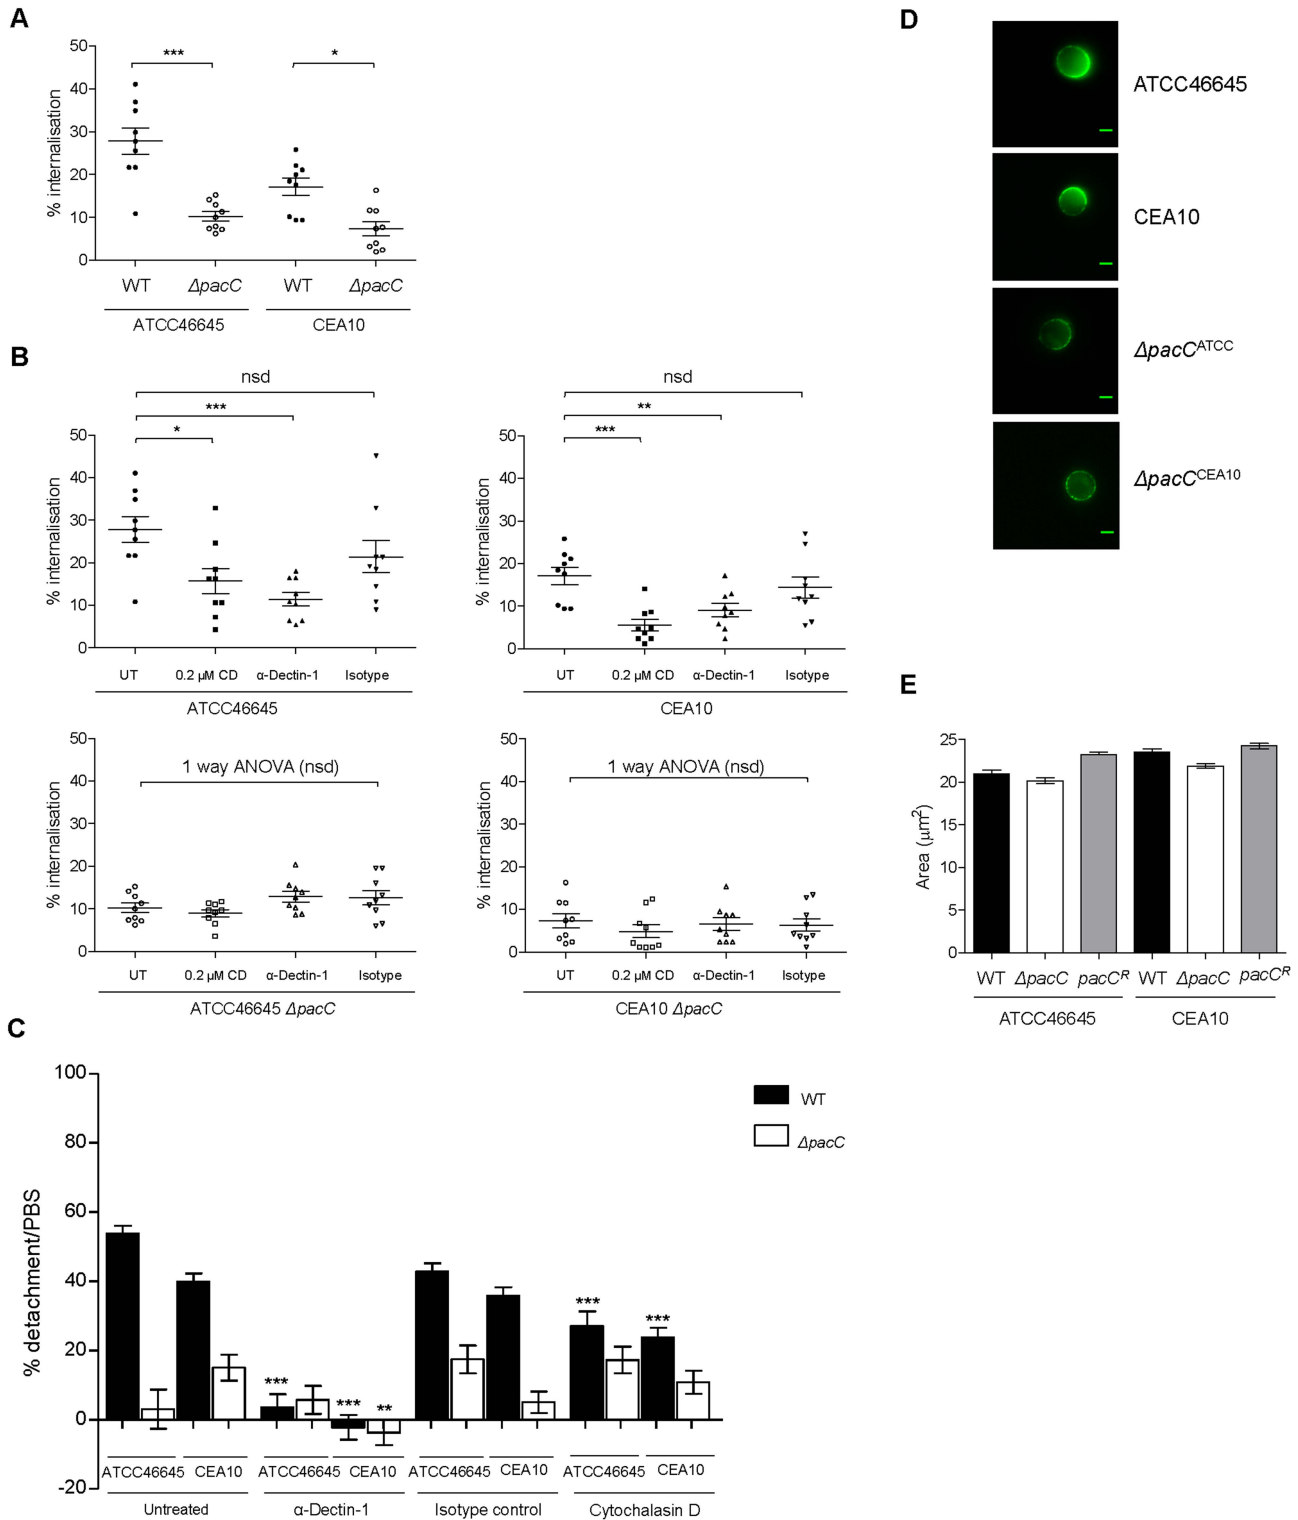 A
50
40
30
20
10
0
% internalisation
***
*
WT ΔpacC WT ΔpacC
ATCC46645 CEA10
B
nsd
***
*
50
40
30
20
10
0
% internalisation
UT 0.2 µM CD α-Dectin-1 Isotype
ATCC46645
nsd
**
***
50
40
30
20
10
0
% internalisation
UT 0.2 µM CD α-Dectin-1 Isotype
CEA10
1 way ANOVA (nsd)
50
40
30
20
10
0
% internalisation
UT 0.2 µM CD α-Dectin-1 Isotype
ATCC46645 ΔpacC
1 way ANOVA (nsd)
50
40
30
20
10
0
% internalisation
UT 0.2 µM CD α-Dectin-1 Isotype
CEA10 ΔpacC
C
100
80
60
40
20
0
-20
% detachment/PBS
WT
ΔpacC
*** *** ** *** ***
ATCC46645 CEA10 ATCC46645 CEA10 ATCC46645 CEA10 ATCC46645 CEA10
Untreated α-Dectin-1 Isotype control Cytochalasin D
D
ATCC46645
CEA10
ΔpacC^ATCC
ΔpacC^CEA10
E
25
20
15
10
5
0
Area (µm²)
WT ΔpacC pacC^R WT ΔpacC pacC^R
ATCC46645 CEA10